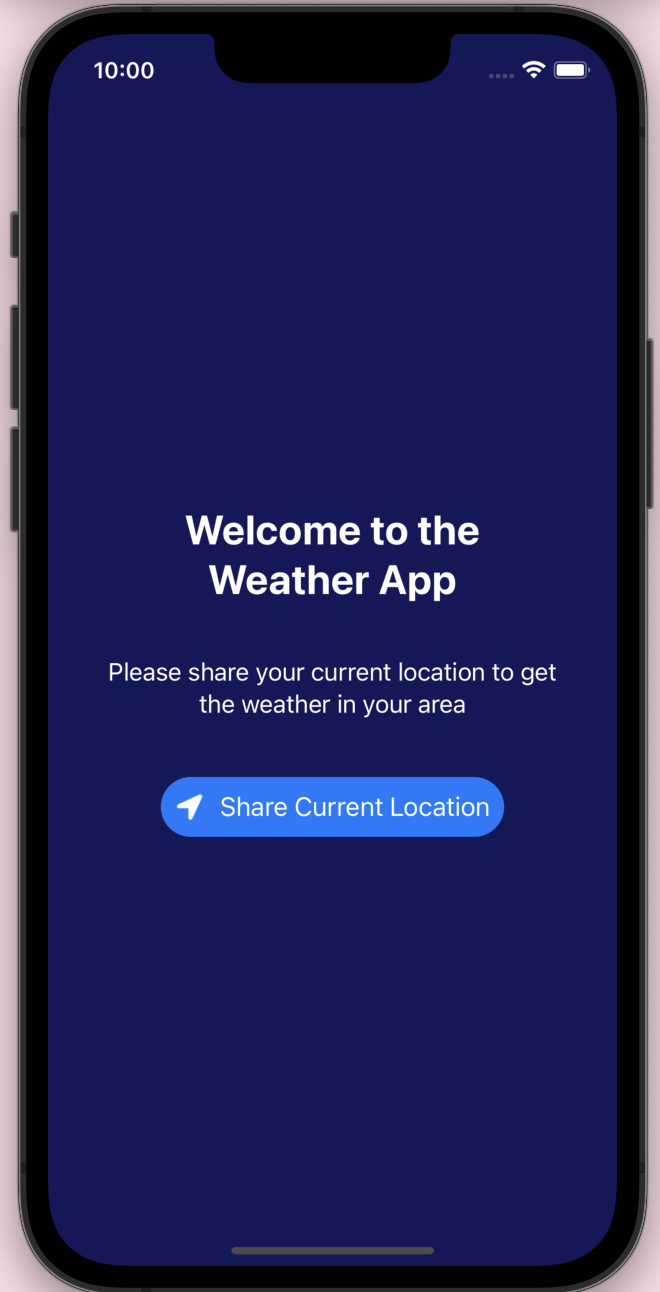 10:00
Welcome to the
Weather App
Please share your current location to get
the weather in your area
Share Current Location